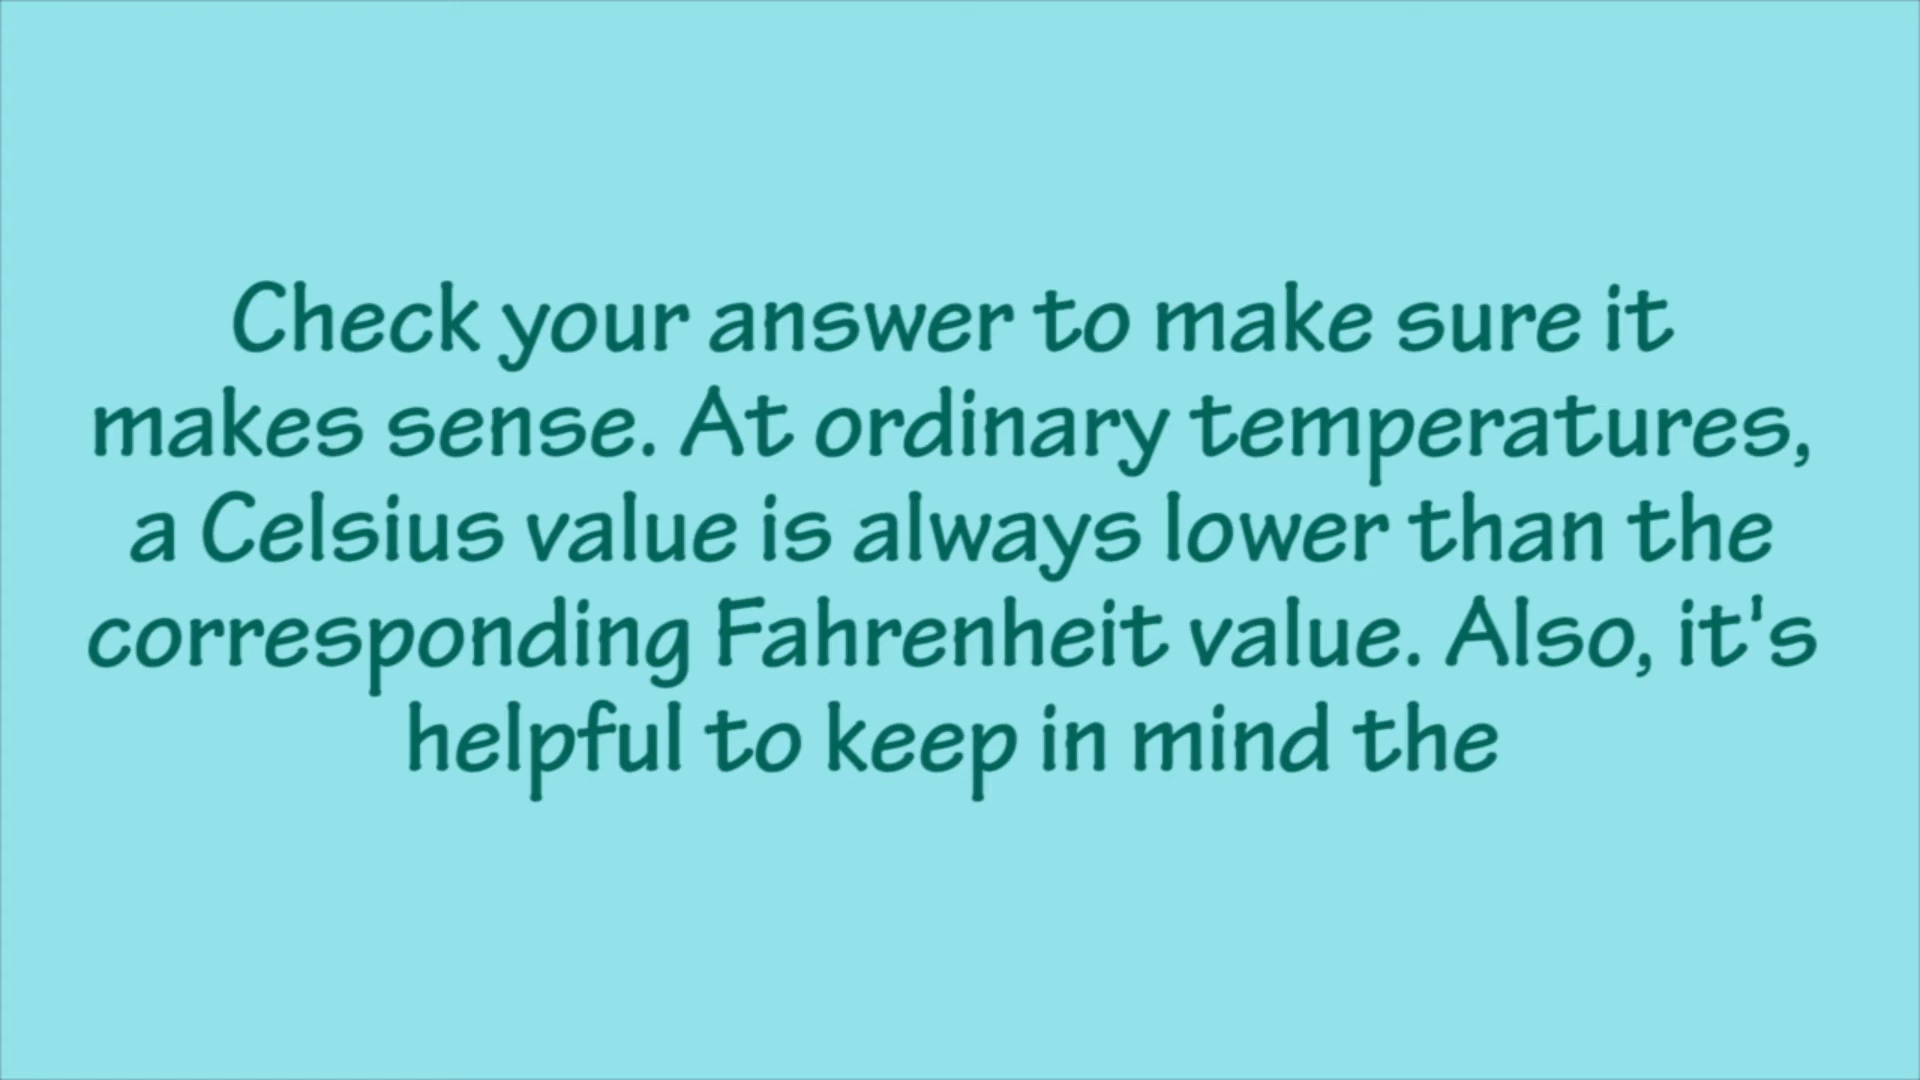 Check your answer to make sure it
makes sense. At ordinary temperatures,
a Celsius value is always lower than the
corresponding Fahrenheit value. Also, it's
helpful to keep in mind the